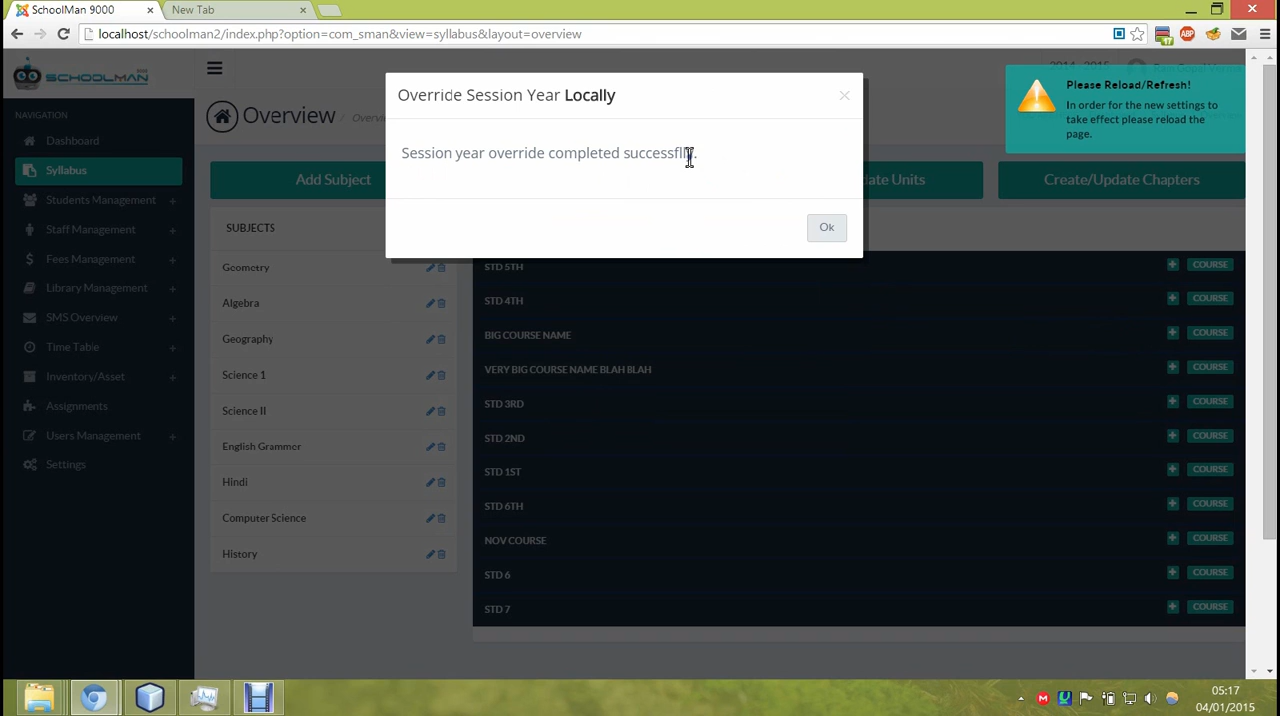 SchoolMan 9000
New Tab
localhost/schoolman2/index.php?option=com_sman&view=syllabus&layout=overview
17
ABP
SCHOOLMAN
2014 - 2015
Override Session Year Locally
Please Reload/Refresh!
In order for the new settings to
take effect please reload the
page.
NAVIGATION
Dashboard
Syllabus
Students Management
Staff Management
Fees Management
Library Management
SMS Overview
Time Table
Inventory/Asset
Assignments
Users Management
Settings
Overview
Session year override completed
Ok
Add Subject
Units
Create/Update Chapters
SUBJECTS
Geometry
Algebra
Geography
Science 1
Science II
English Grammer
Hindi
Computer Science
History
STD 5TH COURSE
STD 4TH COURSE
BIG COURSE NAME COURSE
VERY BIG COURSE NAME BLAH BLAH COURSE
STD 3RD COURSE
STD 2ND COURSE
STD 1ST COURSE
STD 6TH COURSE
NOV COURSE COURSE
STD 6 COURSE
STD 7 COURSE
05:17
04/01/2015